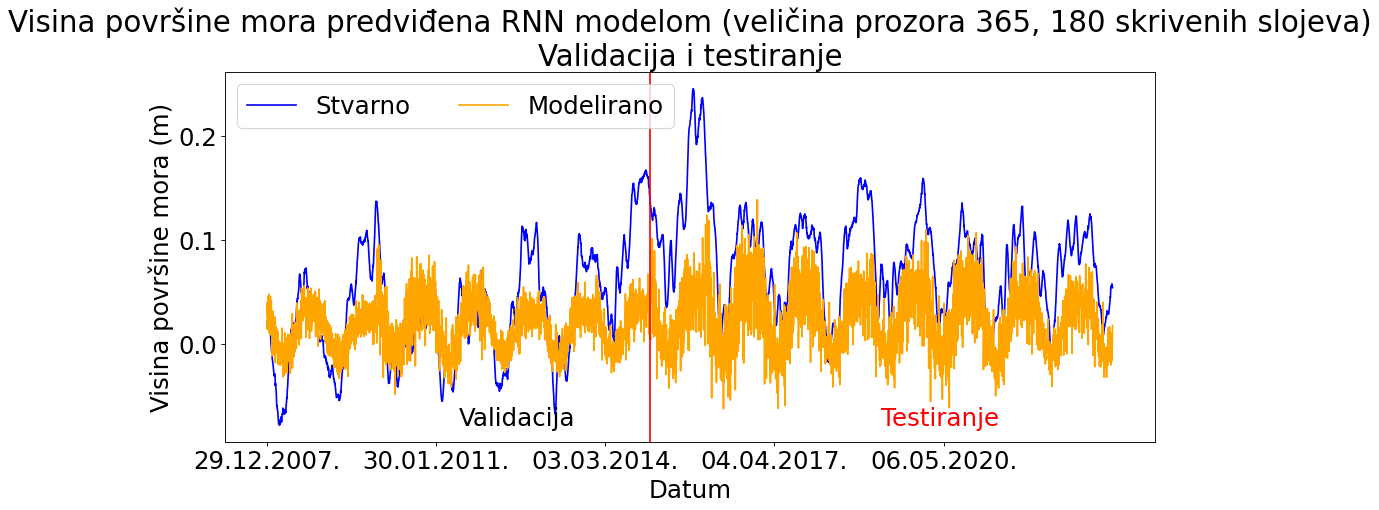 Visina površine mora predviđena RNN modelom (veličina prozora 365, 180 skrivenih slojeva)
Validacija i testiranje
Stvarno Modelirano
Visina površine mora (m)
0.2
0.1
0.0
Validacija Testiranje
29.12.2007. 30.01.2011. 03.03.2014. 04.04.2017. 06.05.2020.
Datum